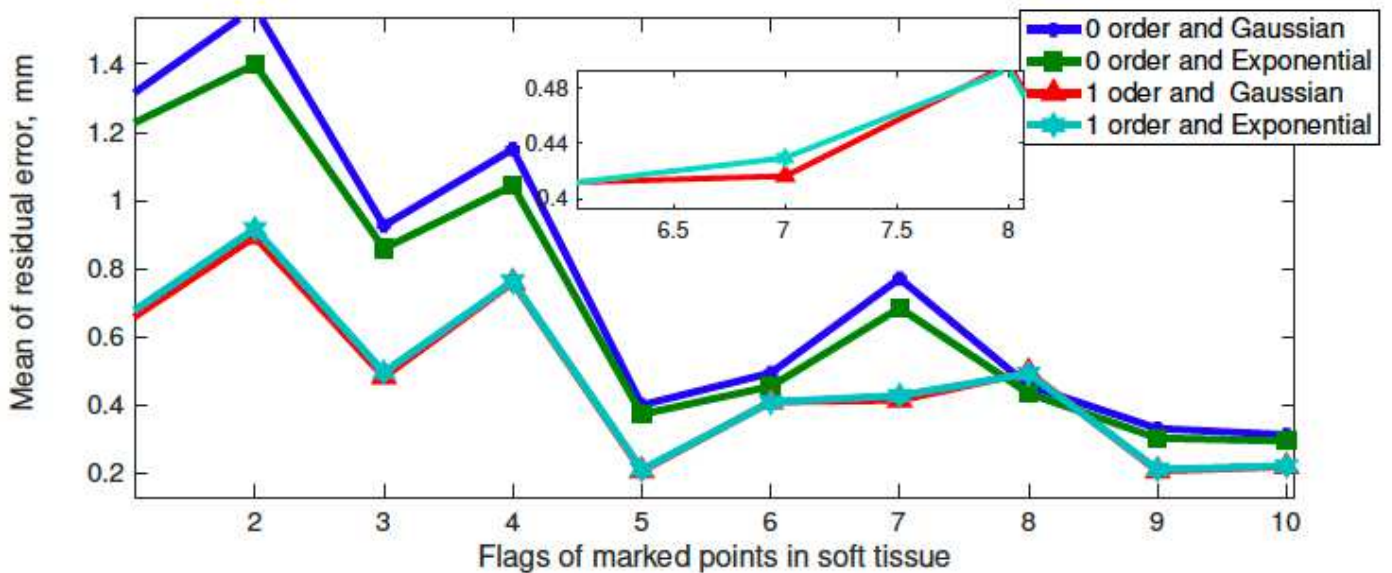 0 order and Gaussian
0 order and Exponential
1 oder and Gaussian
1 order and Exponential
Mean of residual error, mm
1.4
1.2
1
0.8
0.6
0.4
0.2
0.48
0.44
0.4
6.5 7 7.5 8
2 3 4 5 6 7 8 9 10
Flags of marked points in soft tissue